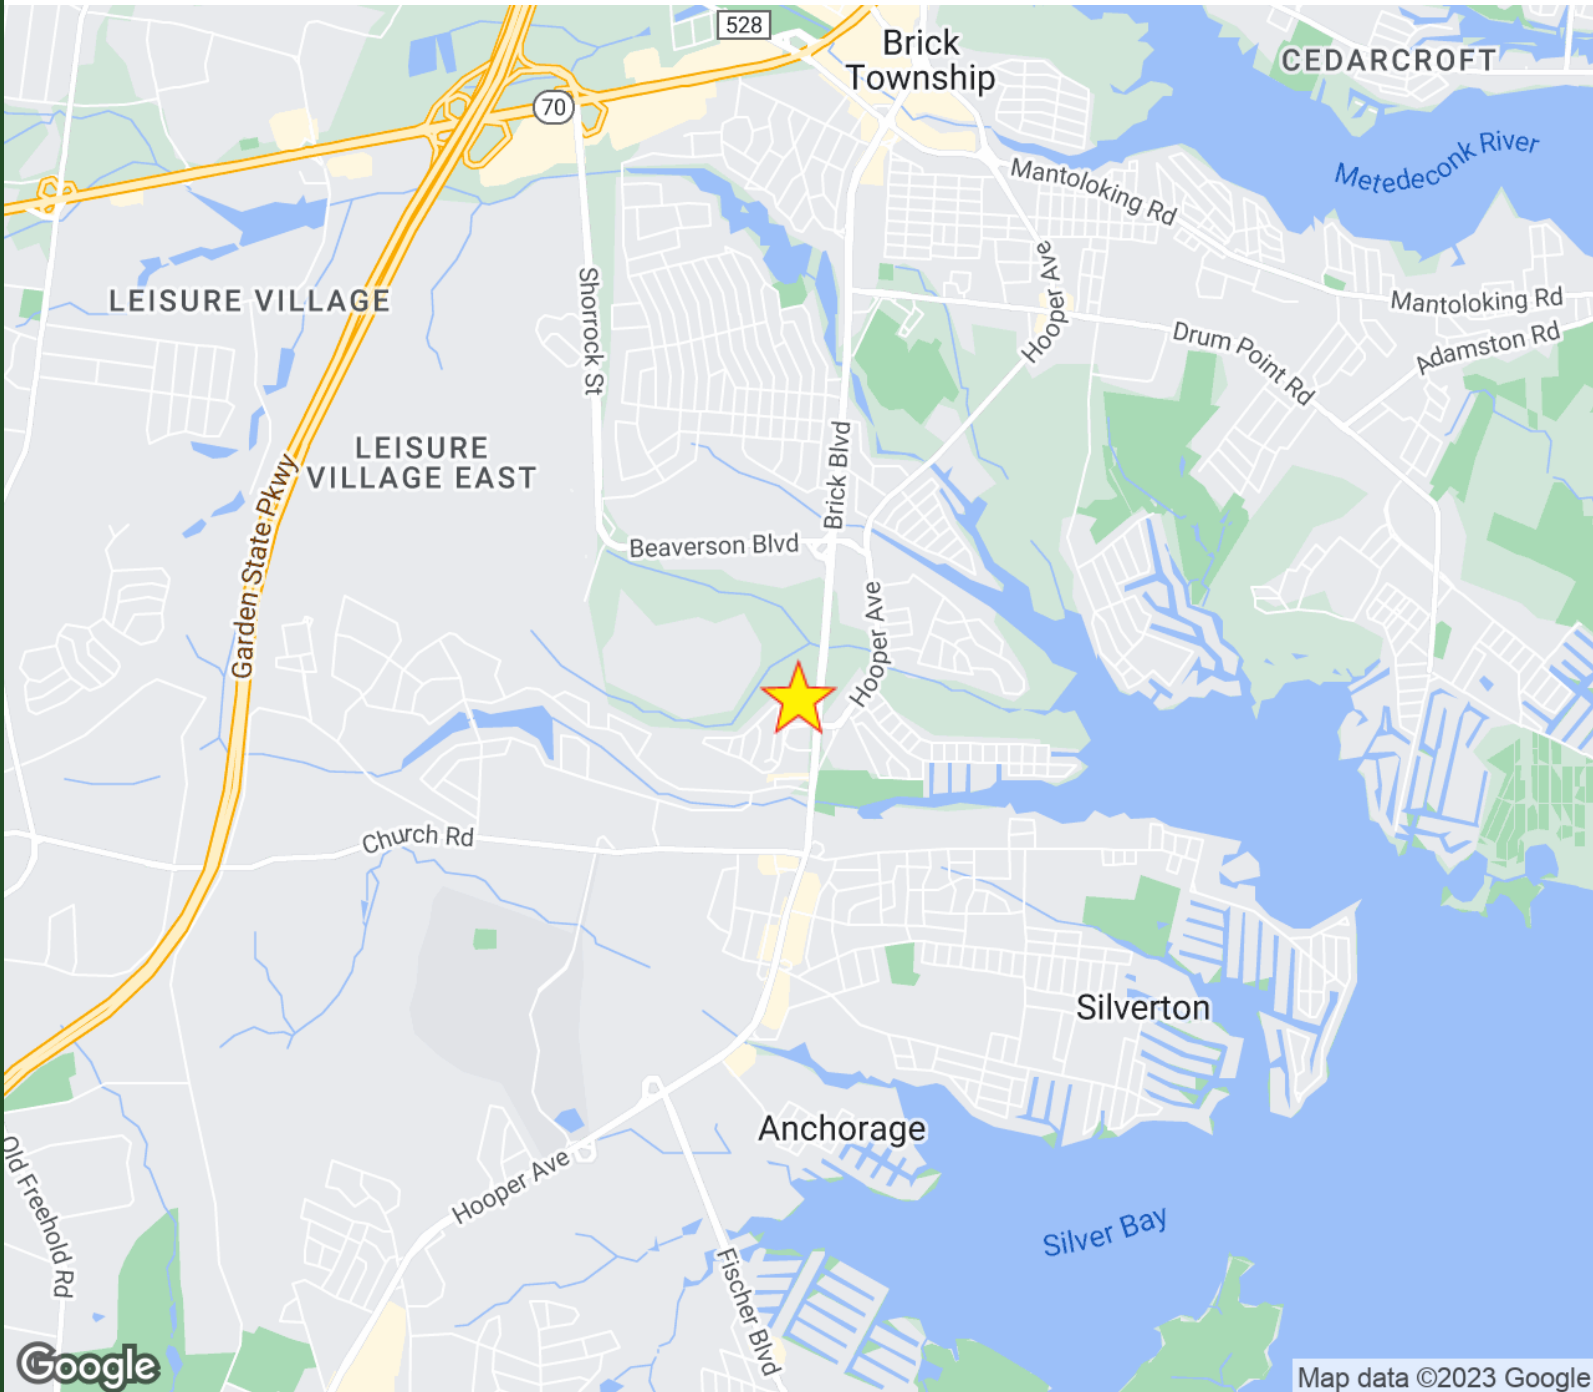 528
Brick
Township
CEDARCROFT
70
Metedeconk River
Mantoloking Rd
Hooper Ave
LEISURE VILLAGE
Shorrock St
Mantoloking Rd
Drum Point Rd
Adamston Rd
LEISURE
VILLAGE EAST
Brick Blvd
Garden State Pkwy
Beaverson Blvd
Hooper Ave
Church Rd
Silverton
Anchorage
Old Freehold Rd
Hooper Ave
Silver Bay
Fischer Blvd
Google
Map data ©2023 Google